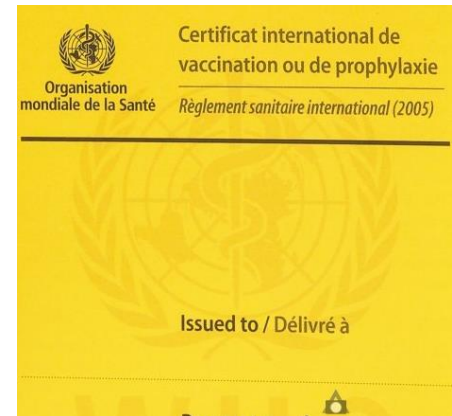 Organisation
mondiale de la Santé
Certificat international de
vaccination ou de prophylaxie
Règlement sanitaire international (2005)
Issued to / Délivré à